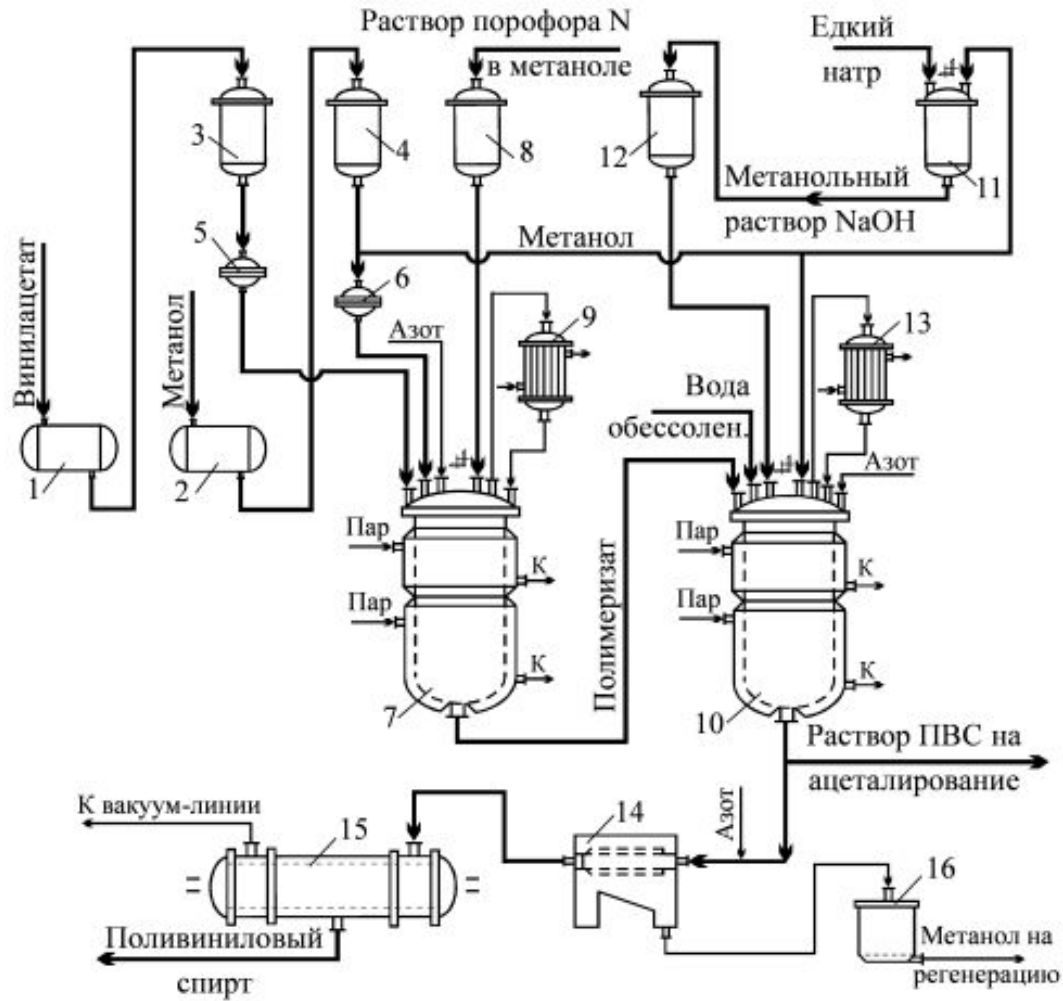 Раствор порофора N
в метаноле
Едкий
натр
3
4
8
12
11
Метанольный
раствор NaOH
Метанол
5
6
Винилацетат
Метанол
Азот
9
13
Вода
обессолен.
Азот
1
2
Пар
К
Пар
К
7
Полимеризат
Пар
К
Пар
К
10
Раствор ПВС на
ацеталирование
К вакуум-линии
15
14
Азот
16
Поливиниловый
спирт
Метанол на
регенерацию